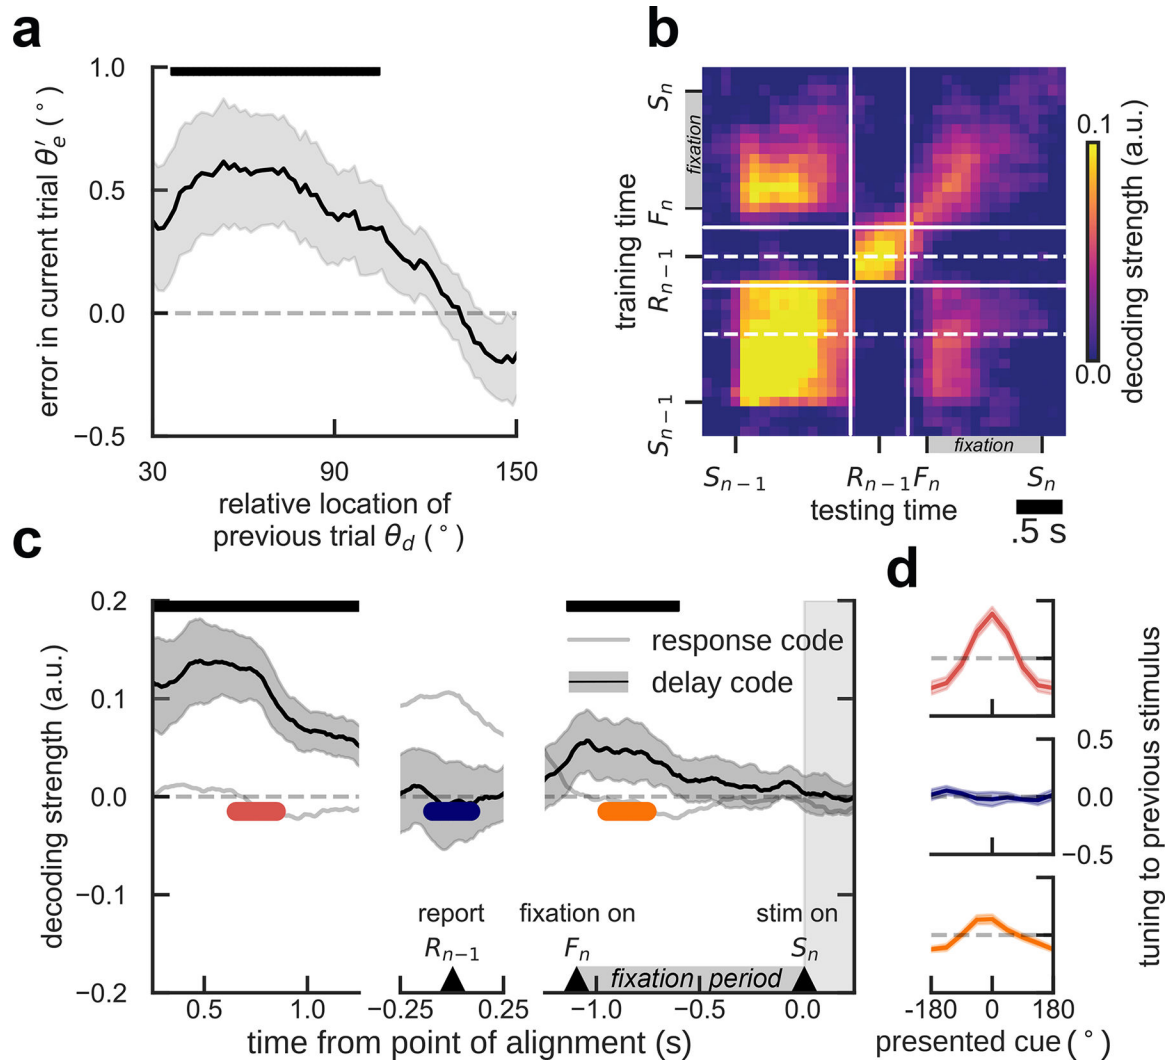 a
1.0
0.5
0.0
−0.5
30
90
150
error in current trial θ′e (°)
relative location of
previous trial θd (°)
b
Sn
fixation
Fn
Rn−1
Sn−1
training time
Sn−1
Rn−1
Fn
fixation
Sn
testing time
.5 s
0.1
0.0
decoding strength (a.u.)
c
0.2
0.1
0.0
−0.1
−0.2
decoding strength (a.u.)
response code
delay code
report
Rn−1
fixation on
Fn
stim on
Sn
fixation period
0.5
1.0
−0.25
0.25
−1.0
−0.5
0.0
time from point of alignment (s)
d
0.5
0.0
−0.5
tuning to previous stimulus
-180
0
180
presented cue (°)